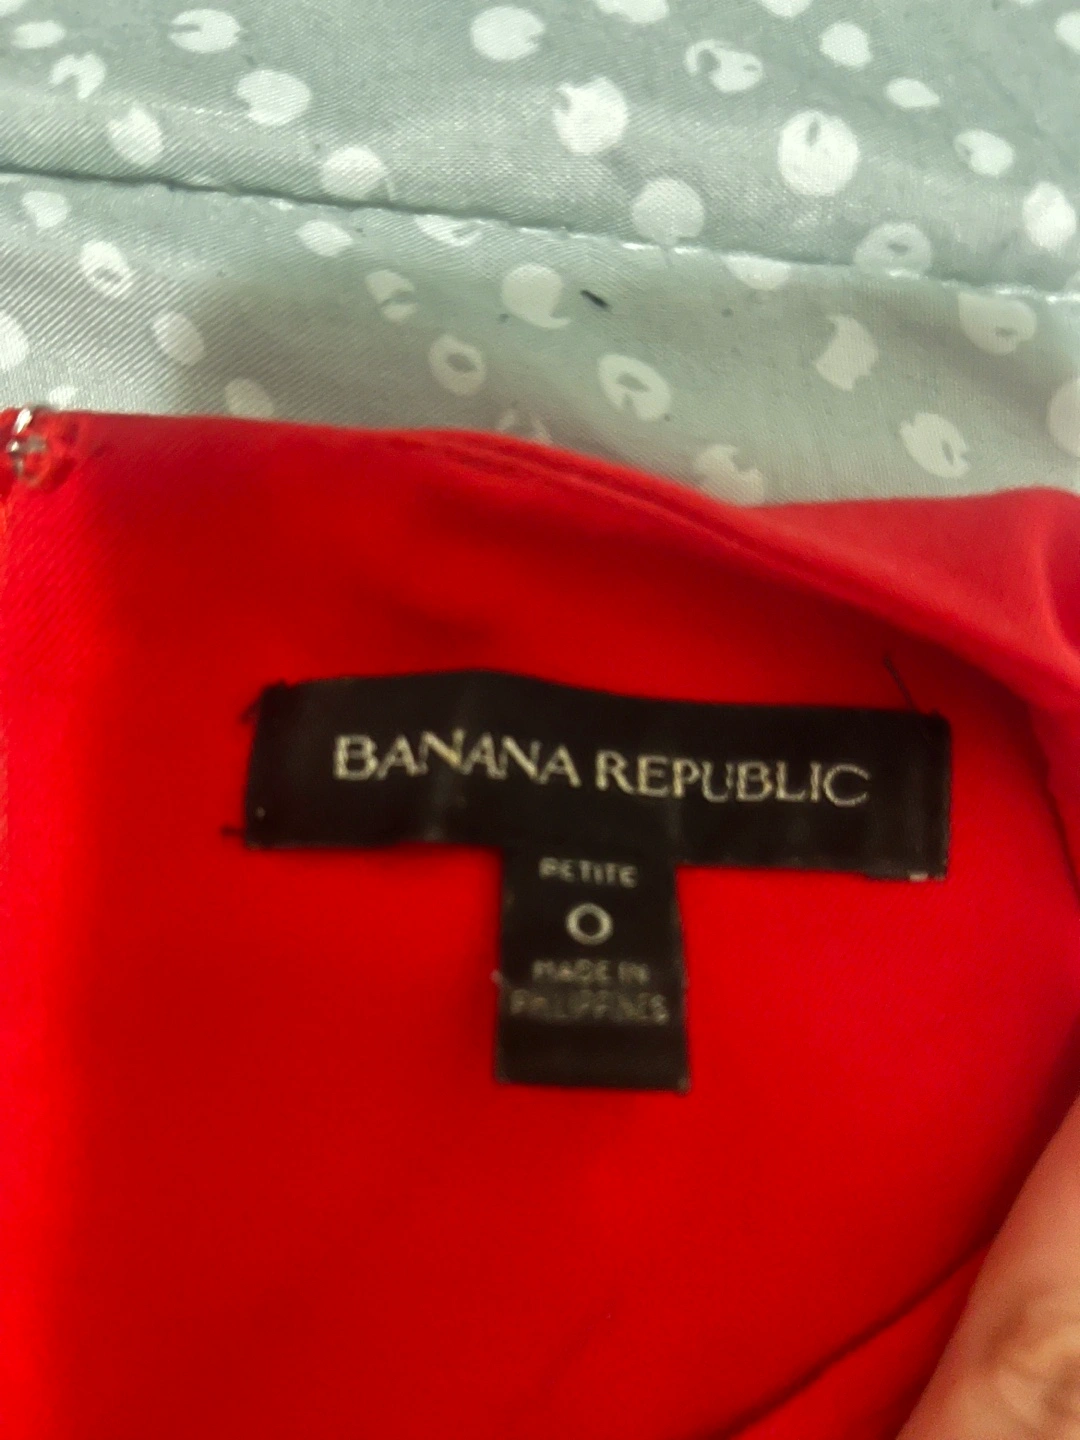 BANANA REPUBLIC
PETITE
0
MADE IN
PHILIPPINES